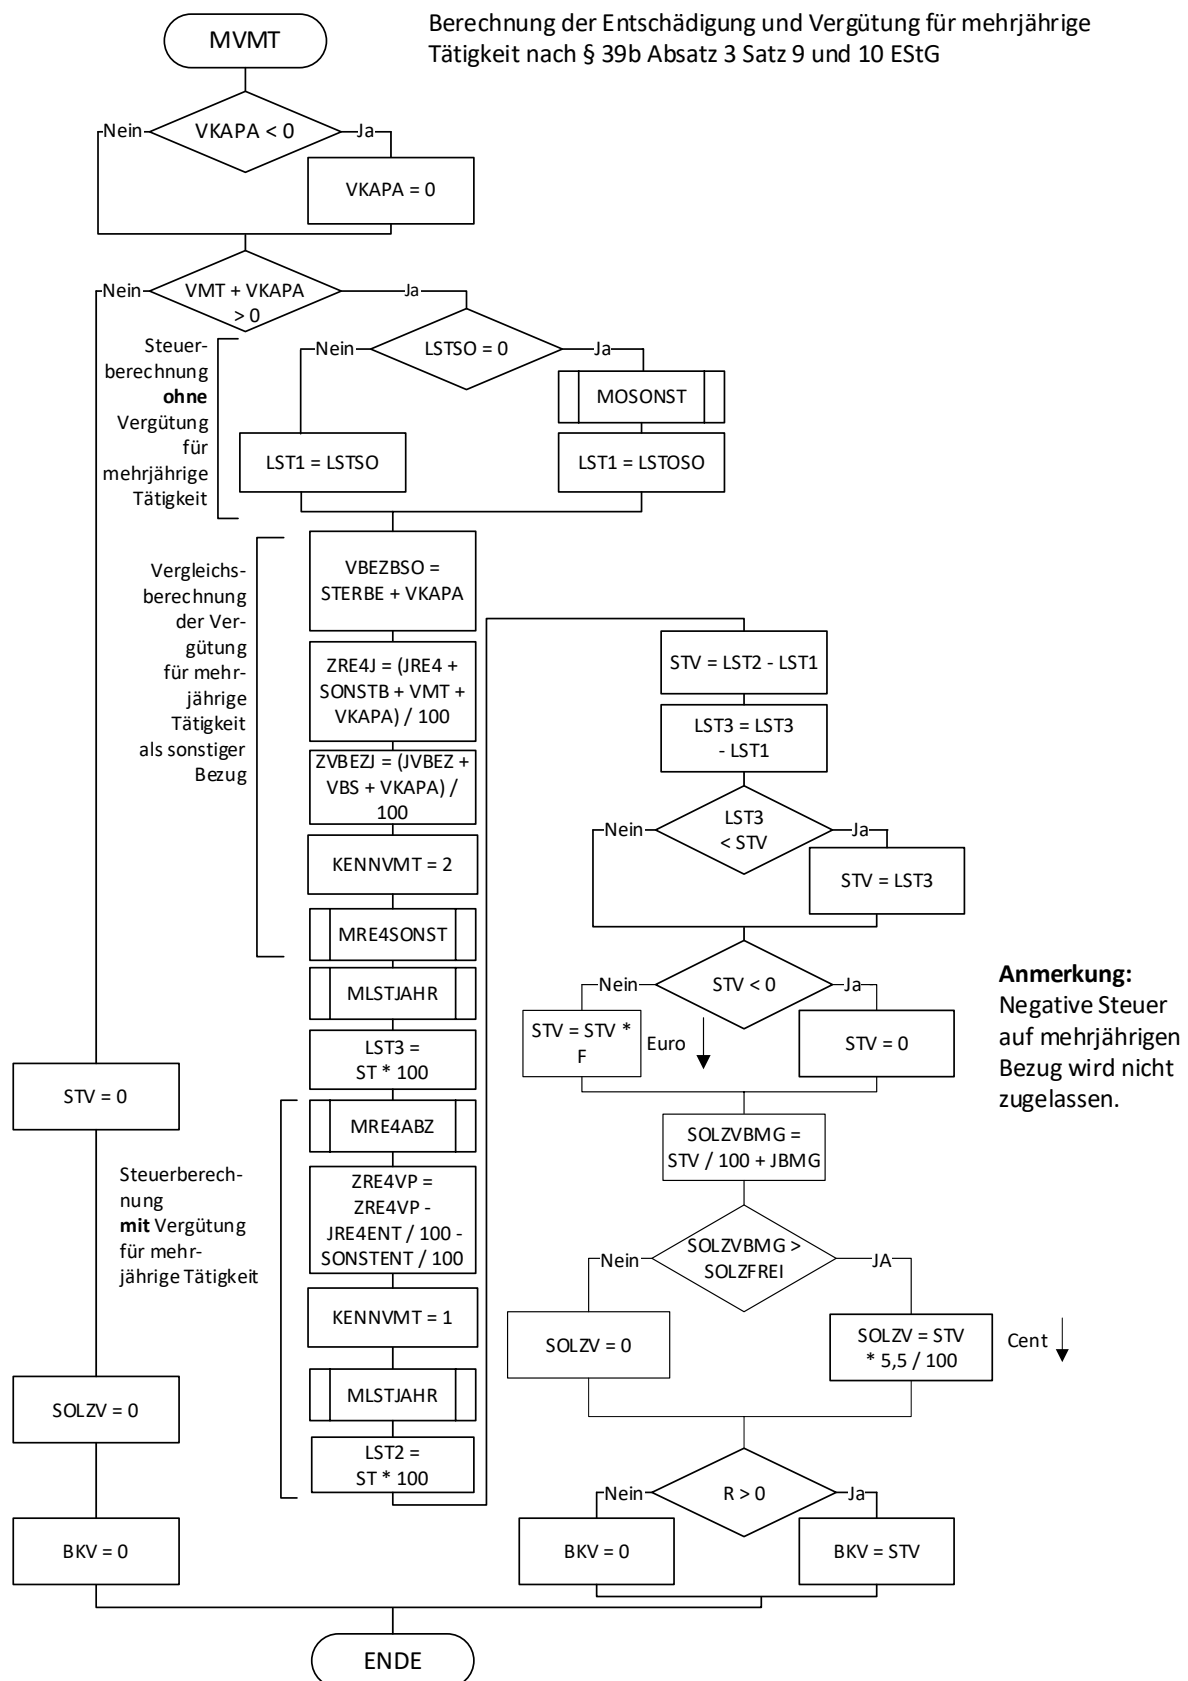 MVMT
Berechnung der Entschädigung und Vergütung für mehrjährige
Tätigkeit nach § 39b Absatz 3 Satz 9 und 10 EStG
Nein
VKAPA < 0
Ja
VKAPA = 0
Nein
VMT + VKAPA
> 0
Ja
Steuer-
berechnung
ohne
Vergütung
für
mehrjährige
Tätigkeit
Nein
LSTSO = 0
Ja
MOSONST
LST1 = LSTSO
LST1 = LSTOSO
Vergleichs-
berechnung
der Ver-
gütung
für mehr-
jährige
Tätigkeit
als sonstiger
Bezug
VBEZBSO =
STERBE + VKAPA
ZRE4J = (JRE4 +
SONSTB + VMT +
VKAPA) / 100
ZVBEZJ = (JVBEZ +
VBS + VKAPA) /
100
KENNVMT = 2
MRE4SONST
MLSTJAHR
LST3 =
ST * 100
STV = 0
MRE4ABZ
Steuerberech-
nung
mit Vergütung
für mehr-
jährige Tätigkeit
ZRE4VP =
ZRE4VP -
JRE4ENT / 100 -
SONSTENT / 100
KENNVMT = 1
MLSTJAHR
SOLZV = 0
LST2 =
ST * 100
BKV = 0
STV = LST2 - LST1
LST3 = LST3
- LST1
Nein
LST3
< STV
Ja
STV = LST3
Nein
STV < 0
Ja
STV = STV *
F
Euro
STV = 0
Anmerkung:
Negative Steuer
auf mehrjährigen
Bezug wird nicht
zugelassen.
SOLZVBMG =
STV / 100 + JBMG
Nein
SOLZVBMG >
SOLZFREI
JA
SOLZV = 0
SOLZV = STV
* 5,5 / 100
Cent
Nein
R > 0
Ja
BKV = 0
BKV = STV
ENDE